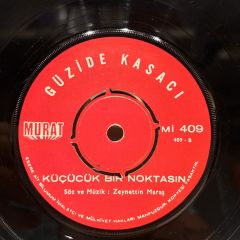 GÜZİDE KASACI
MURAT
Mi 409
409 - B
KÜÇÜCÜK BİR NOKTASIN
Söz ve Müzik : Zeynettin Maraş